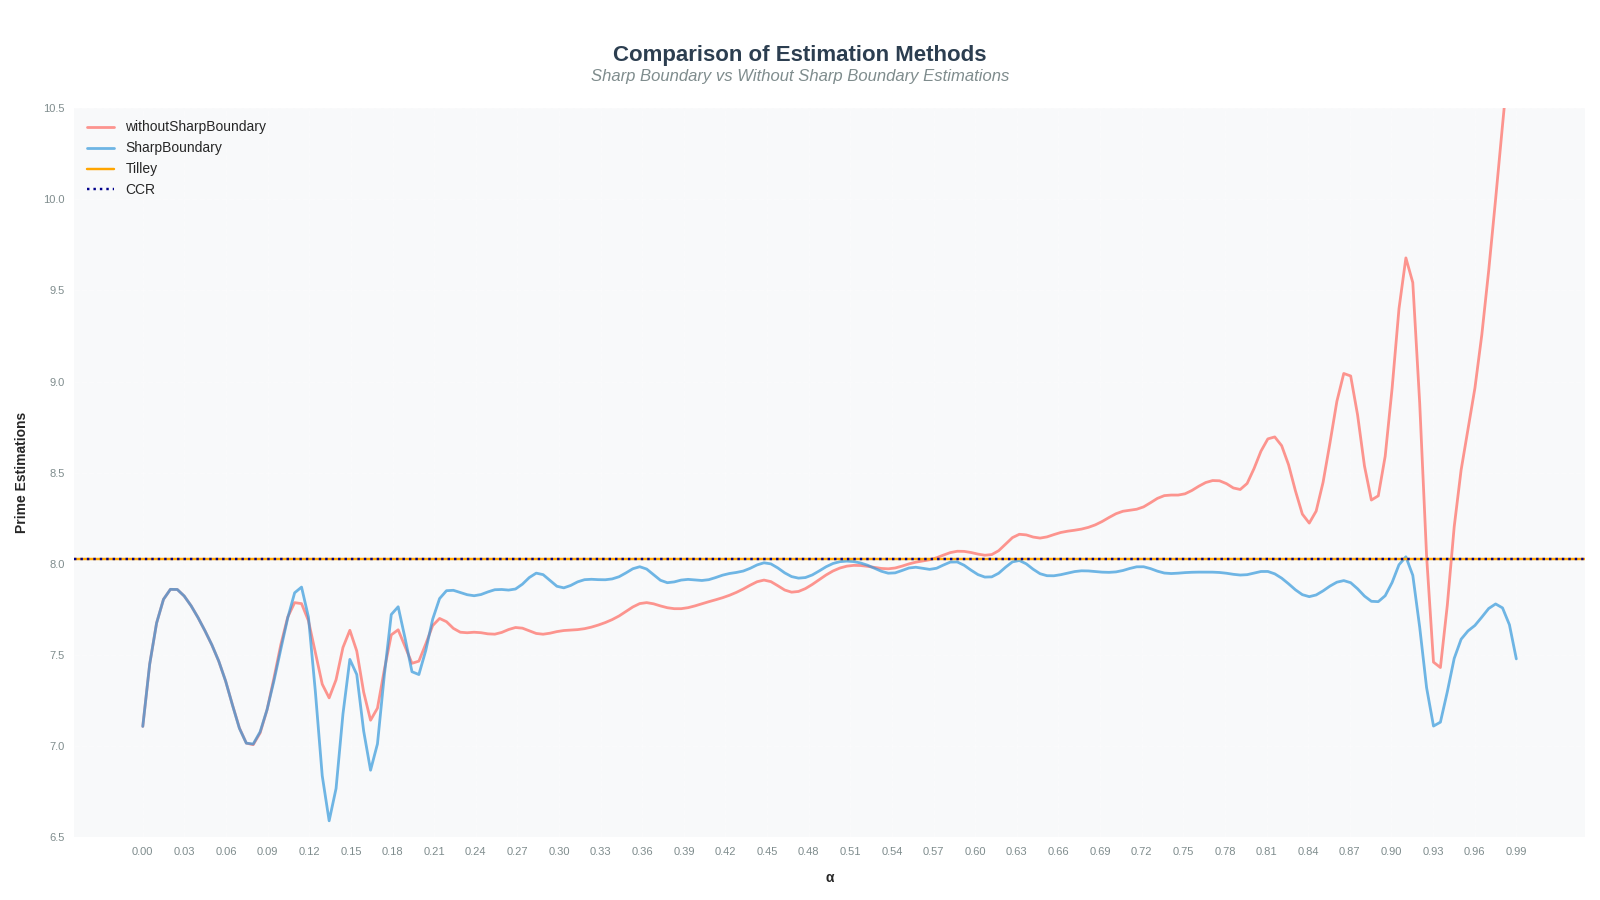 Comparison of Estimation Methods
Sharp Boundary vs Without Sharp Boundary Estimations
withoutSharpBoundary
SharpBoundary
Tilley
CCR
Prime Estimations
10.5
10.0
9.5
9.0
8.5
8.0
7.5
7.0
6.5
0.00 0.03 0.06 0.09 0.12 0.15 0.18 0.21 0.24 0.27 0.30 0.33 0.36 0.39 0.42 0.45 0.48 0.51 0.54 0.57 0.60 0.63 0.66 0.69 0.72 0.75 0.78 0.81 0.84 0.87 0.90 0.93 0.96 0.99
α